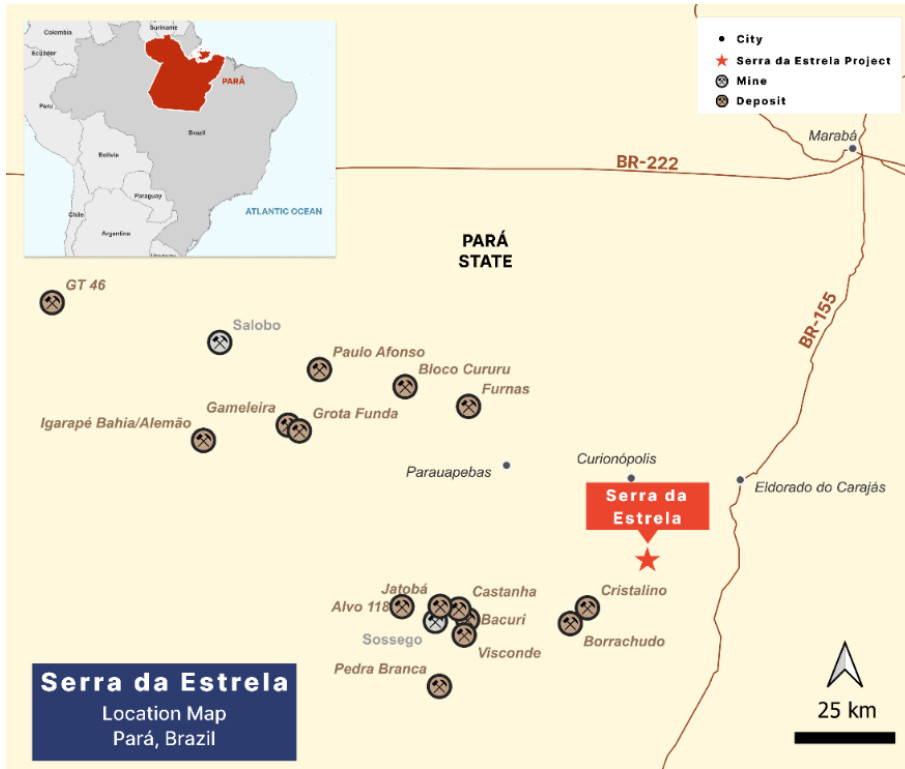 Suriname
Colombia
Ecuador
PARÁ
Peru
Brazil
Bolivia
Paraguay
Chile
ATLANTIC OCEAN
Argentina
City
Serra da Estrela Project
Mine
Deposit
Marabá
BR-222
PARÁ
STATE
BR-155
GT 46
Salobo
Paulo Afonso
Bloco Cururu
Furnas
Gameleira
Grota Funda
Igarapé Bahia/Alemão
Parauapebas
Curionópolis
Eldorado do Carajás
Serra da
Estrela
Jatobá
Castanha
Cristalino
Alvo 118
Bacuri
Sossego
Borrachudo
Visconde
Pedra Branca
Serra da Estrela
Location Map
Pará, Brazil
25 km